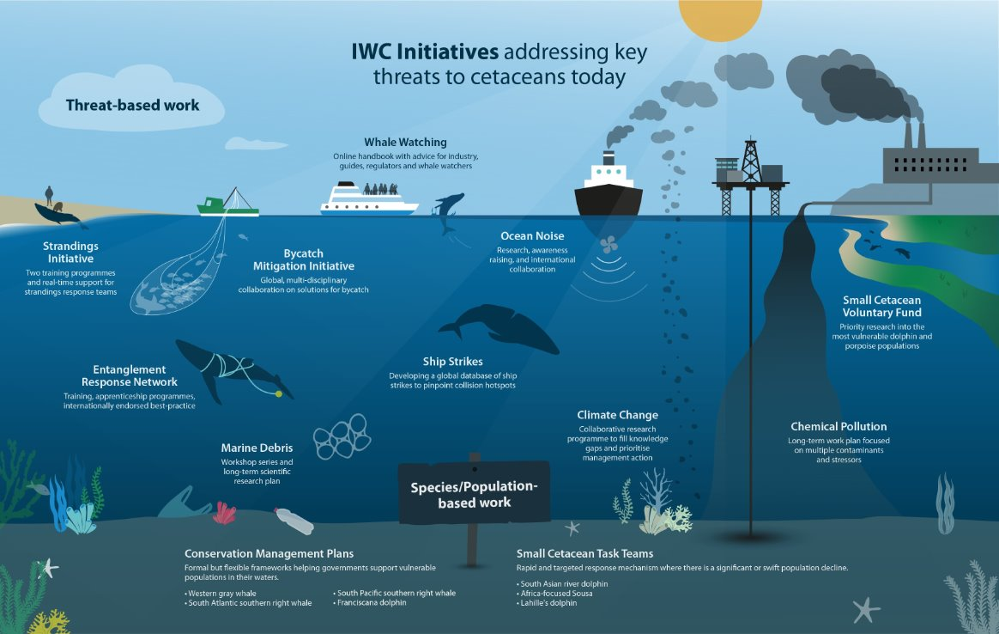 IWC Initiatives addressing key
threats to cetaceans today
Threat-based work
Whale Watching
Online handbook with advice for industry,
guides, regulators and whale watchers
Strandings
Initiative
Two training programmes
and real-time support for
strandings response teams
Bycatch
Mitigation Initiative
Global, multi-disciplinary
collaboration on solutions for bycatch
Ocean Noise
Research, awareness
raising, and international
collaboration
Small Cetacean
Voluntary Fund
Priority research into the
most vulnerable dolphin and
porpoise populations
Entanglement
Response Network
Training, apprenticeship programmes,
internationally endorsed best-practice
Ship Strikes
Developing a global database of ship
strikes to pinpoint collision hotspots
Climate Change
Collaborative research
programme to fill knowledge
gaps and prioritise
management action
Chemical Pollution
Long-term work plan focused
on multiple contaminants
and stressors
Marine Debris
Workshop series and
long-term scientific
research plan
Species/Population-
based work
Conservation Management Plans
Formal but flexible frameworks helping governments support vulnerable
populations in their waters.
• Western gray whale
• South Atlantic southern right whale
• South Pacific southern right whale
• Franciscana dolphin
Small Cetacean Task Teams
Rapid and targeted response mechanism where there is a significant or swift population decline.
• South Asian river dolphin
• Africa-focused Sousa
• Lahille's dolphin